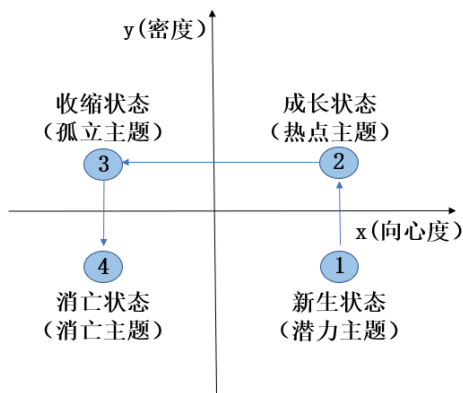 y(密度)
收缩状态
（孤立主题）
成长状态
（热点主题）
3
2
x(向心度)
4
1
消亡状态
（消亡主题）
新生状态
（潜力主题）